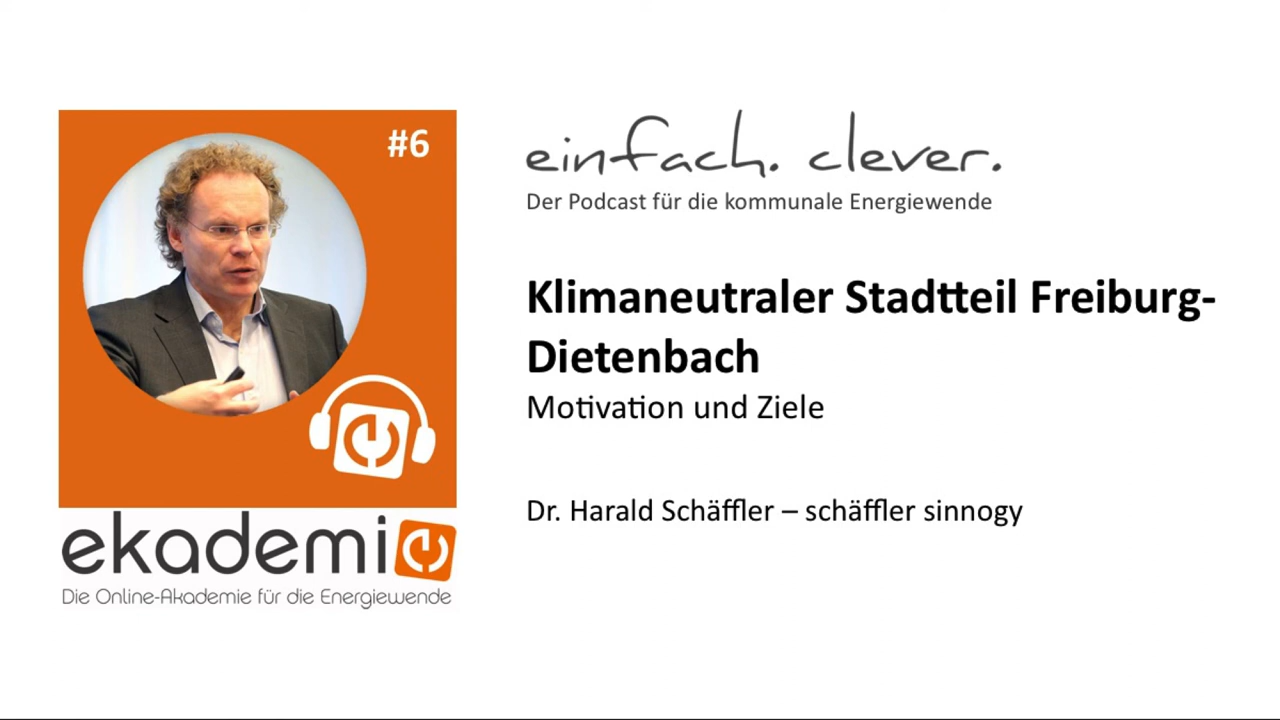 #6
ekademie
Die Online-Akademie für die Energiewende
einfach. clever.
Der Podcast für die kommunale Energiewende
Klimaneutraler Stadtteil Freiburg-
Dietenbach
Motivation und Ziele
Dr. Harald Schäffler – schäffler sinnogy